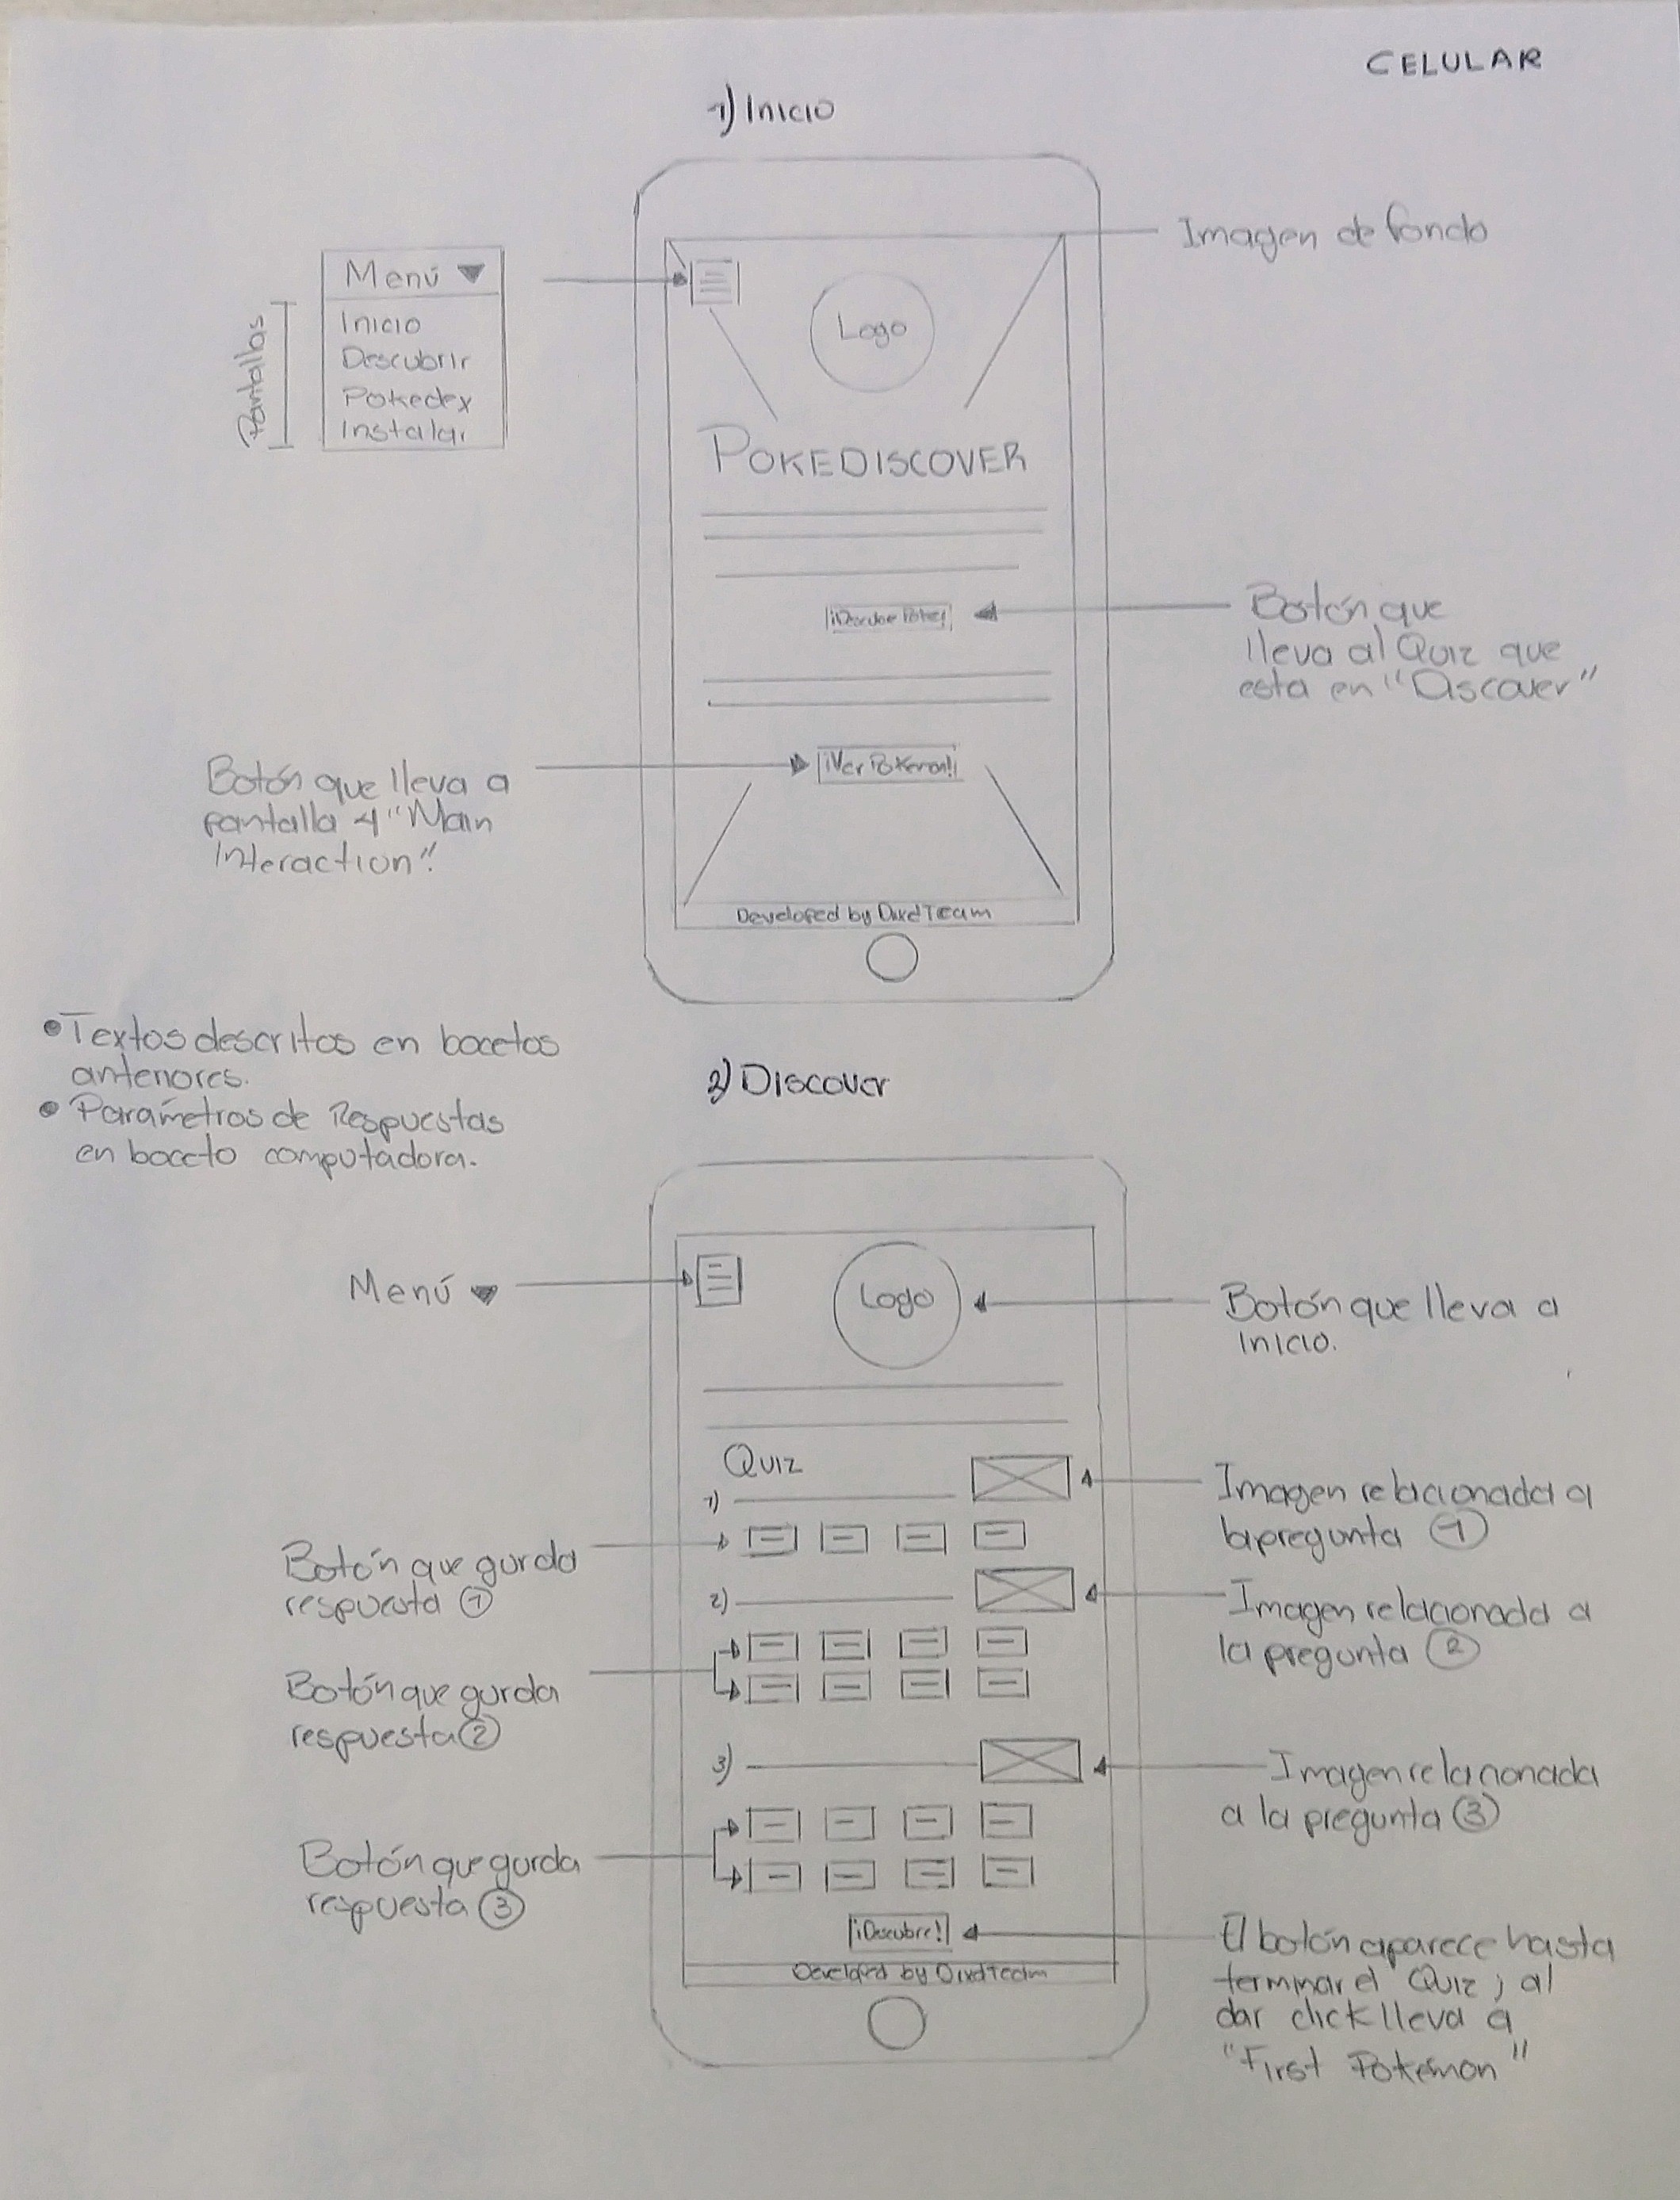 CELULAR
1) Inicio
Imagen de fondo
Menú
Inicio
Descubrir
Pokedex
Instalar
Pantallas
Logo
POKEDISCOVER
Botón que
lleva al Quiz que
esta en "Discover"
¡Ver Pokemon!
Botón que lleva a
pantalla 4 "Main
Interaction".
Developed by DixdTeam
• Textos descritos en bocetos
anteriores.
• Parámetros de Respuestas
en boceto computadora.
2) Discover
Menú
Logo
Botón que lleva a
Inicio.
Quiz
1)
Imagen relacionada a
la pregunta 1
Botón que gurda
respuesta 1
2)
Imagen relacionada a
la pregunta 2
Botón que gurda
respuesta 2
3)
Imagen relacionada
a la pregunta 3
Botón que gurda
respuesta 3
¡Descubre!
El botón aparece hasta
terminar el Quiz, al
dar click lleva a
"First Pokémon"
Developed by DixdTeam